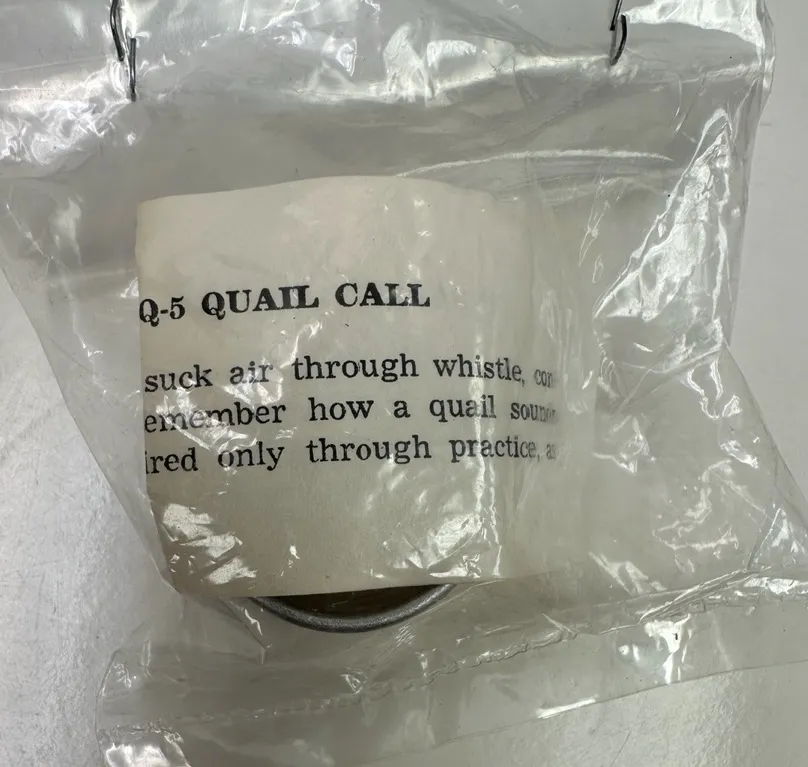 Q-5 QUAIL CALL
suck air through whistle,
emember how a quail
ired only through practice,